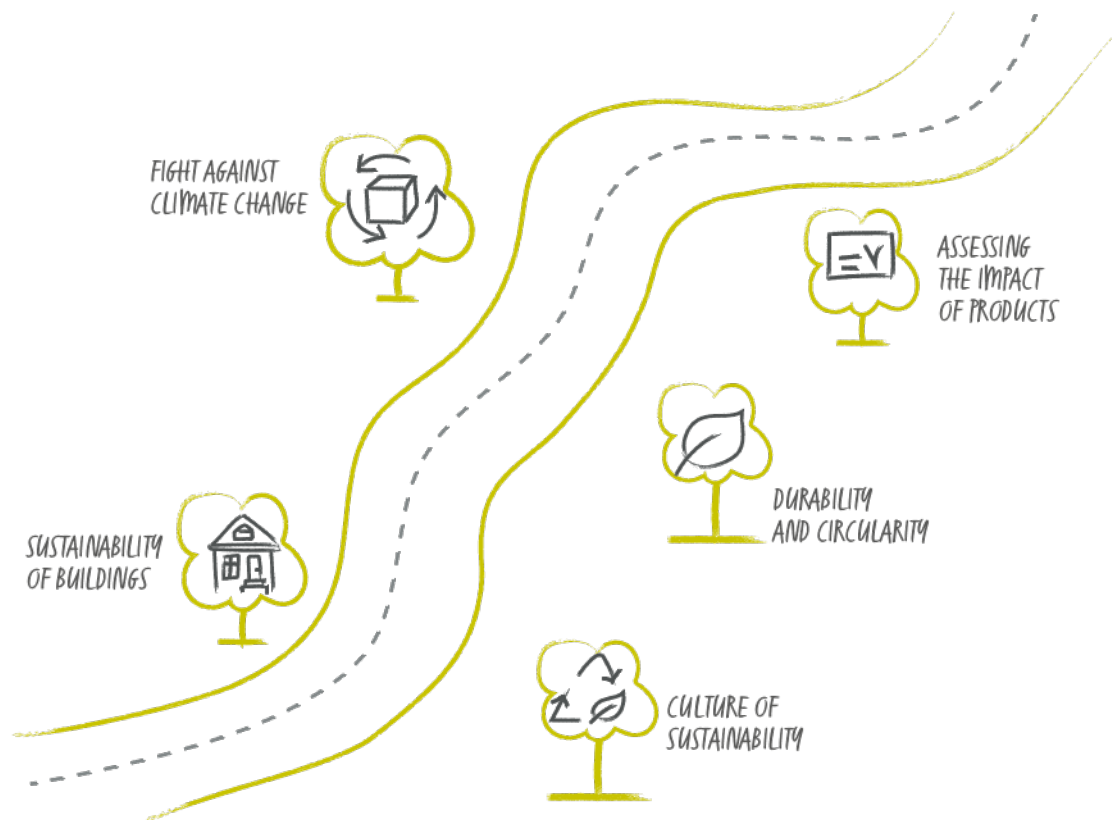 FIGHT AGAINST
CLIMATE CHANGE
ASSESSING
THE IMPACT
OF PRODUCTS
DURABILITY
AND CIRCULARITY
SUSTAINABILITY
OF BUILDINGS
CULTURE OF
SUSTAINABILITY